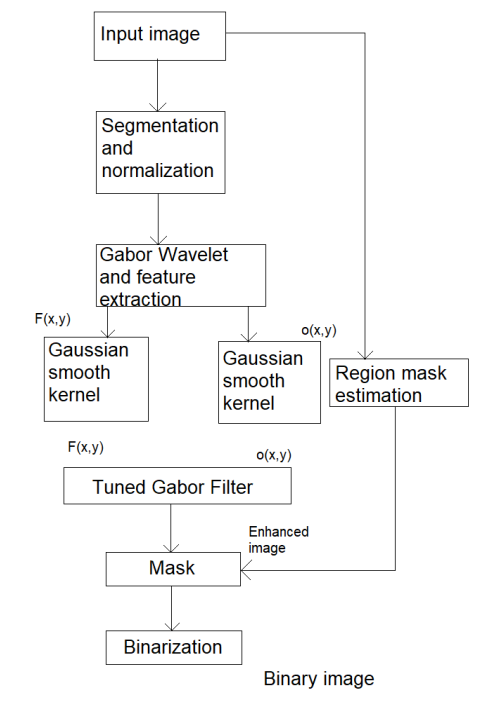 Input image
Segmentation
and
normalization
Gabor Wavelet
and feature
extraction
F(x,y)
o(x,y)
Gaussian
smooth
kernel
Gaussian
smooth
kernel
Region mask
estimation
F(x,y)
o(x,y)
Tuned Gabor Filter
Enhanced
image
Mask
Binarization
Binary image